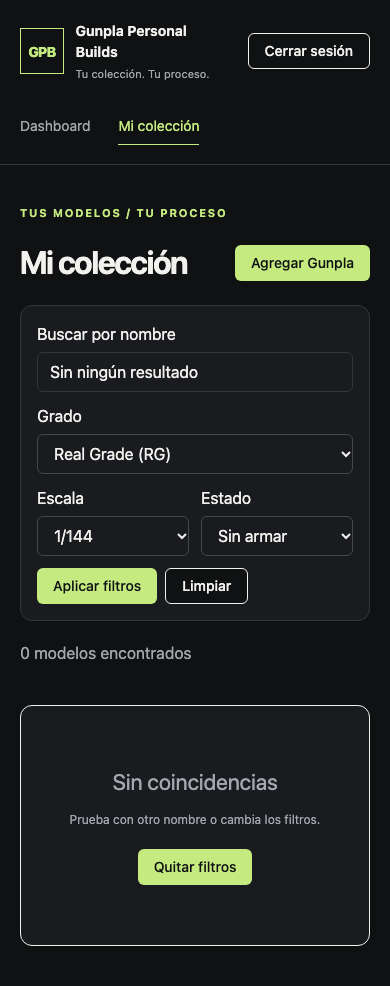 GPB
Gunpla Personal
Builds
Tu colección. Tu proceso.
Cerrar sesión
Dashboard
Mi colección
TUS MODELOS / TU PROCESO
Mi colección
Agregar Gunpla
Buscar por nombre
Sin ningún resultado
Grado
Real Grade (RG)
Escala
Estado
1/144
Sin armar
Aplicar filtros
Limpiar
0 modelos encontrados
Sin coincidencias
Prueba con otro nombre o cambia los filtros.
Quitar filtros